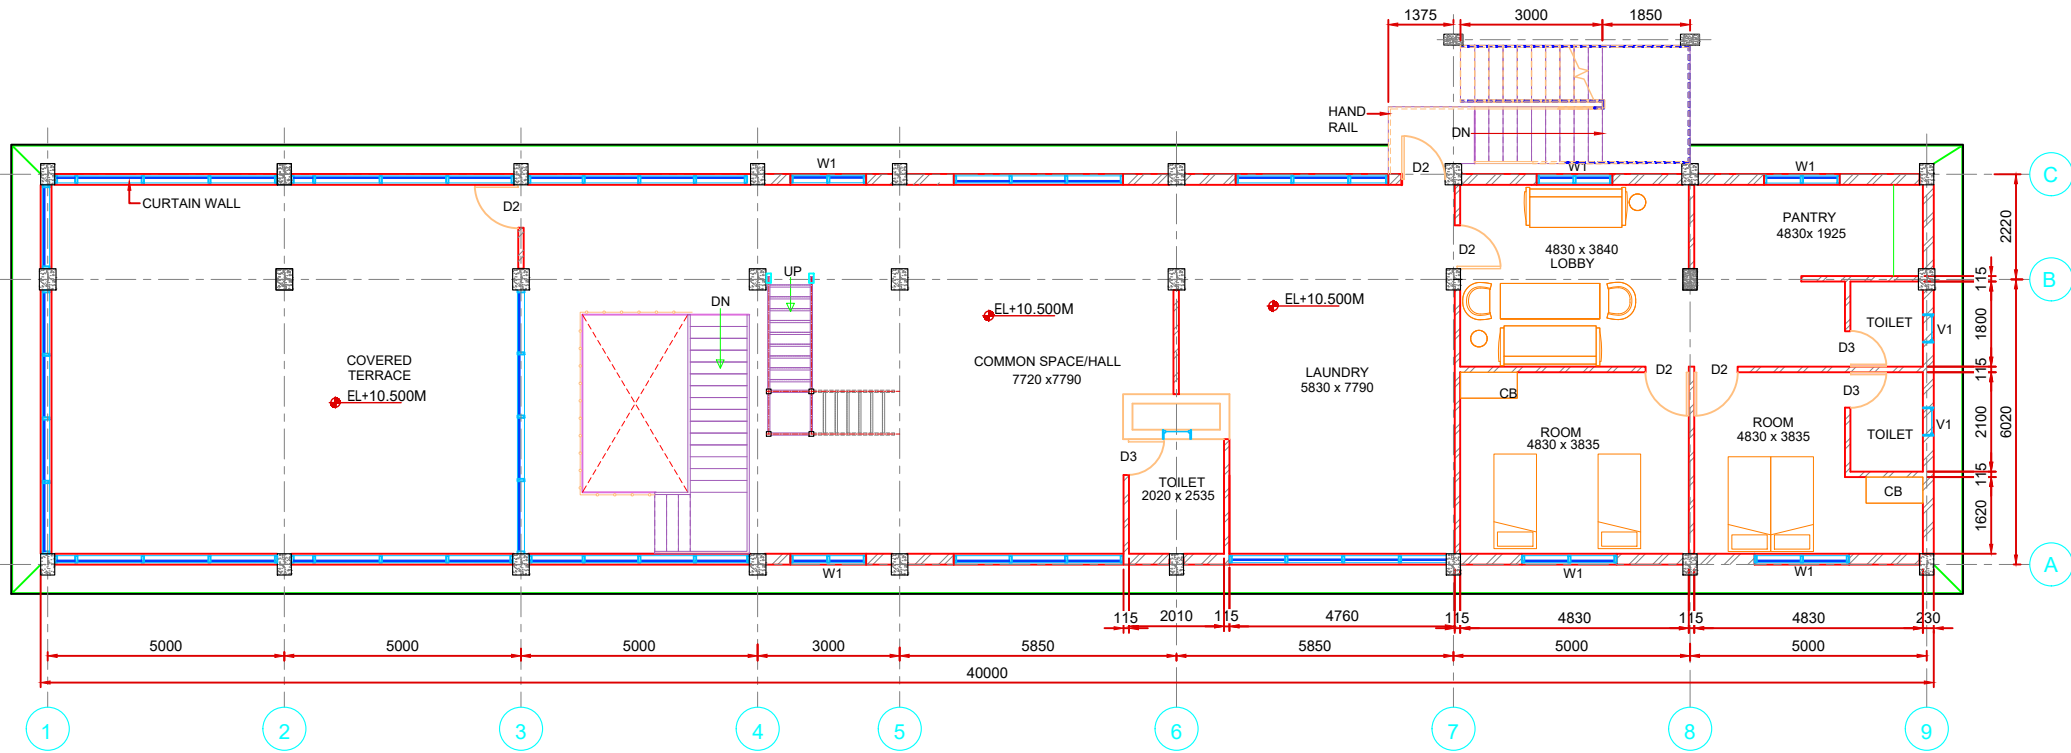 1375
3000
1850
HAND
RAIL
DN
D2
W1
W1
W1
C
CURTAIN WALL
D2
PANTRY
4830x 1925
2220
D2
4830 x 3840
LOBBY
UP
DN
115
B
EL+10.500M
EL+10.500M
TOILET
V1
1800
D3
COVERED
TERRACE
COMMON SPACE/HALL
7720 x7790
LAUNDRY
5830 x 7790
D2
D2
115
EL+10.500M
CB
D3
2100
6020
ROOM
4830 x 3835
ROOM
4830 x 3835
TOILET
V1
D3
TOILET
2020 x 2535
115
CB
1620
W1
W1
W1
A
115
2010
115
4760
115
4830
115
4830
230
5000
5000
5000
3000
5850
5850
5000
5000
40000
1
2
3
4
5
6
7
8
9